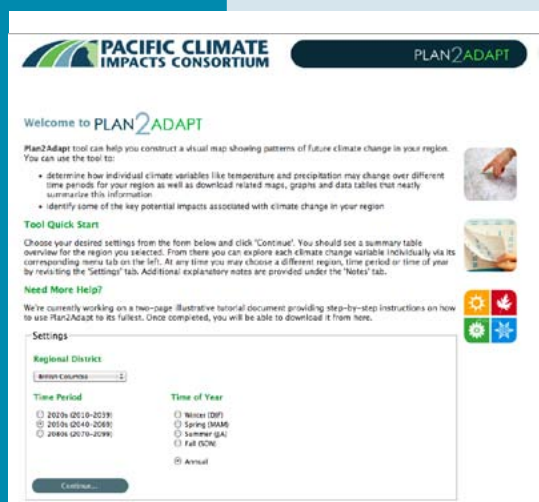 PACIFIC CLIMATE
IMPACTS CONSORTIUM
PLAN2ADAPT
Welcome to PLAN2ADAPT
Plan2Adapt tool can help you construct a visual map showing patterns of future climate change in your region.
You can use the tool to:
• determine how individual climate variables like temperature and precipitation may change over different
time periods for your region as well as download related maps, graphs and data tables that neatly
summarize this information
• identify some of the key potential impacts associated with climate change in your region
Tool Quick Start
Choose your desired settings from the form below and click 'Continue'. You should see a summary table
overview for the region you selected. From there you can explore each climate change variable individually via its
corresponding menu tab on the left. At any time you may choose a different region, time period or time of year
by revisiting the 'Settings' tab. Additional explanatory notes are provided under the 'Notes' tab.
Need More Help?
We're currently working on a two-page illustrative tutorial document providing step-by-step instructions on how
to use Plan2Adapt to its fullest. Once completed, you will be able to download it from here.
Settings
Regional District
British Columbia
Time Period
2020s (2010-2039)
2050s (2040-2069)
2080s (2070-2099)
Time of Year
Winter (DJF)
Spring (MAM)
Summer (JJA)
Fall (SON)
Annual
Continue...